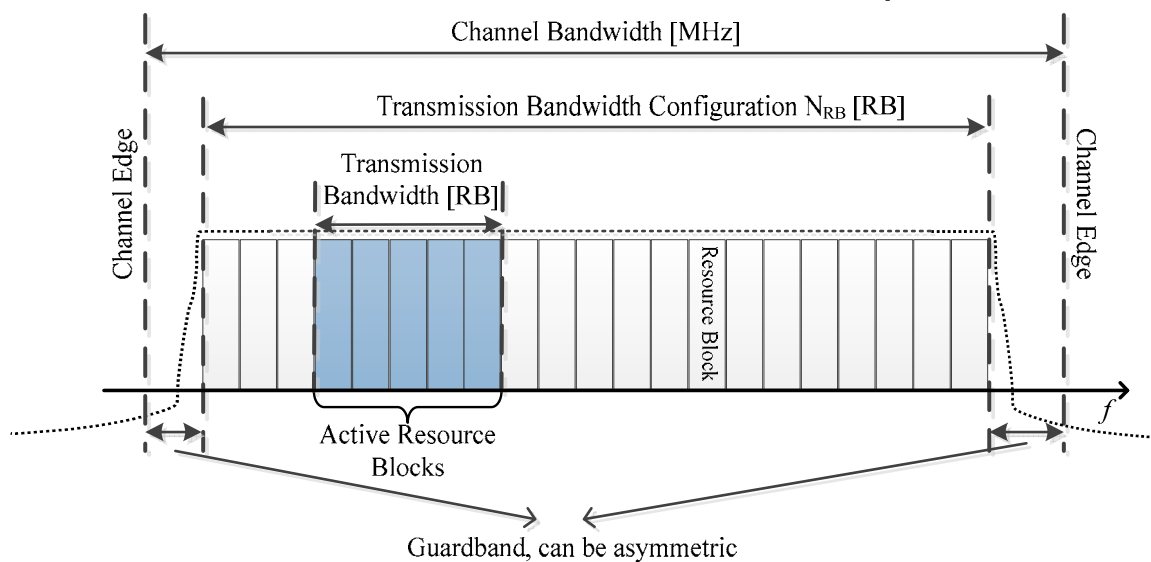 Channel Bandwidth [MHz]
Transmission Bandwidth Configuration NRB [RB]
Transmission
Bandwidth [RB]
Channel Edge
Channel Edge
Resource Block
f
Active Resource
Blocks
Guardband, can be asymmetric